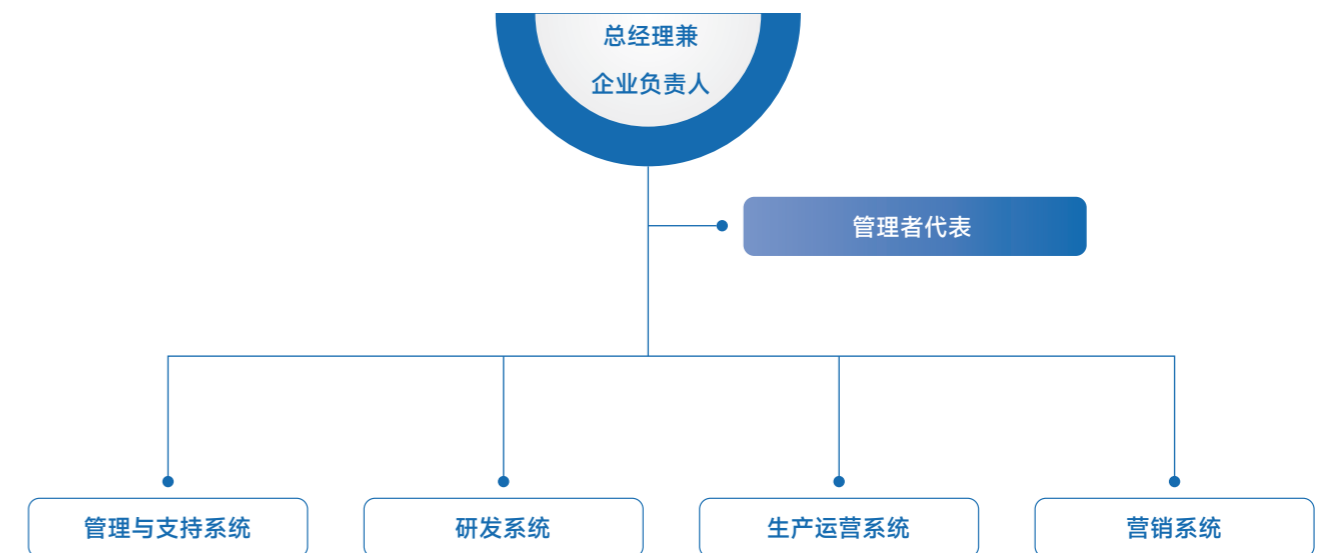 总经理兼
企业负责人
管理者代表
管理与支持系统
研发系统
生产运营系统
营销系统